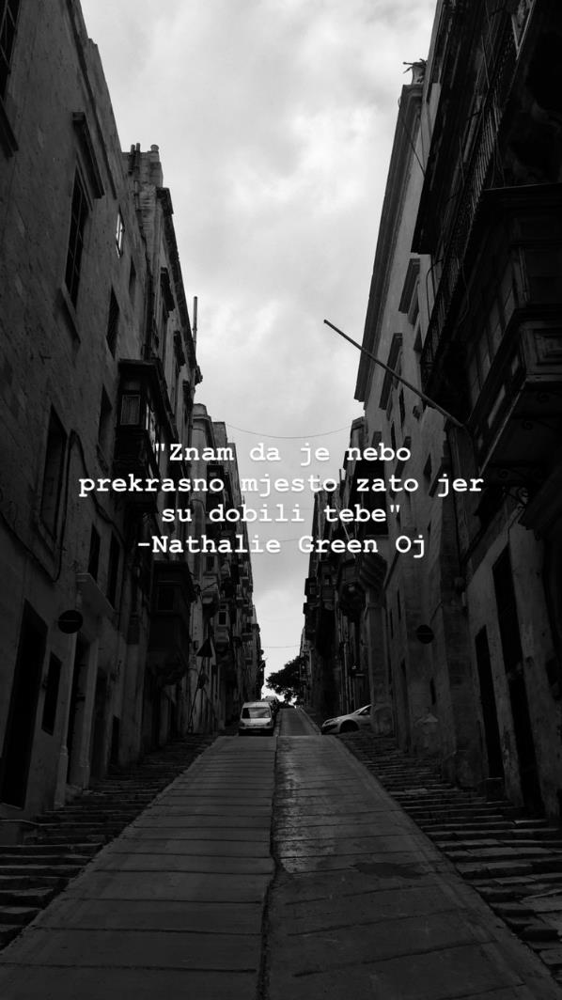 "Znam da je nebo
prekrasno mjesto zato jer
su dobili tebe"
-Nathalie Green Oj